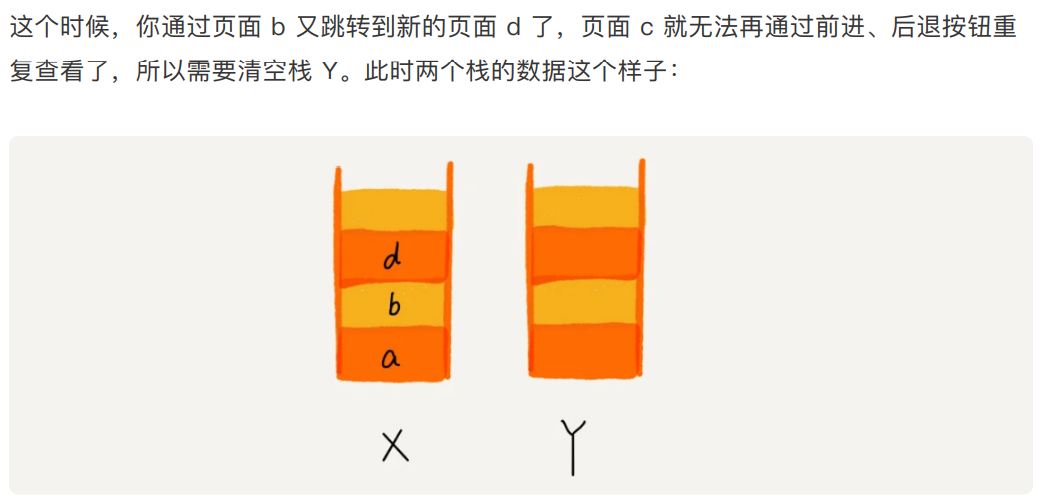 这个时候，你通过页面 b 又跳转到新的页面 d 了，页面 c 就无法再通过前进、后退按钮重
复查看了，所以需要清空栈 Y。此时两个栈的数据这个样子：
d
b
a
X
Y